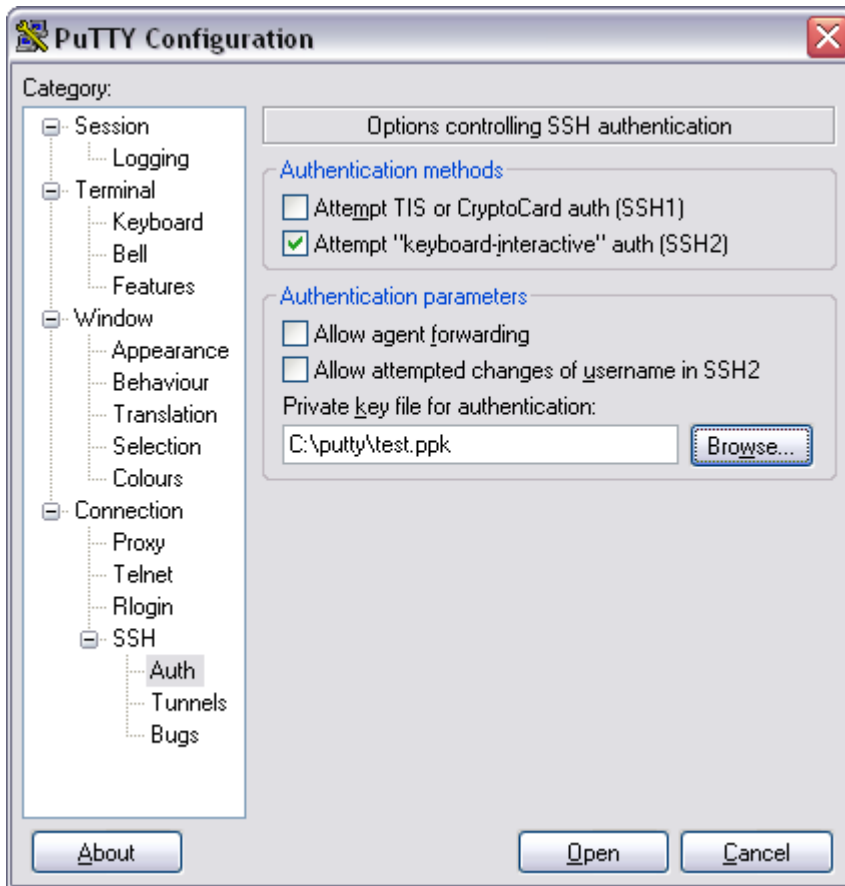 PuTTY Configuration
Category:
Session
Logging
Terminal
Keyboard
Bell
Features
Window
Appearance
Behaviour
Translation
Selection
Colours
Connection
Proxy
Telnet
Rlogin
SSH
Auth
Tunnels
Bugs
Options controlling SSH authentication
Authentication methods
Attempt TIS or CryptoCard auth (SSH1)
Attempt "keyboard-interactive" auth (SSH2)
Authentication parameters
Allow agent forwarding
Allow attempted changes of username in SSH2
Private key file for authentication:
C:\putty\test.ppk
Browse...
About
Open
Cancel